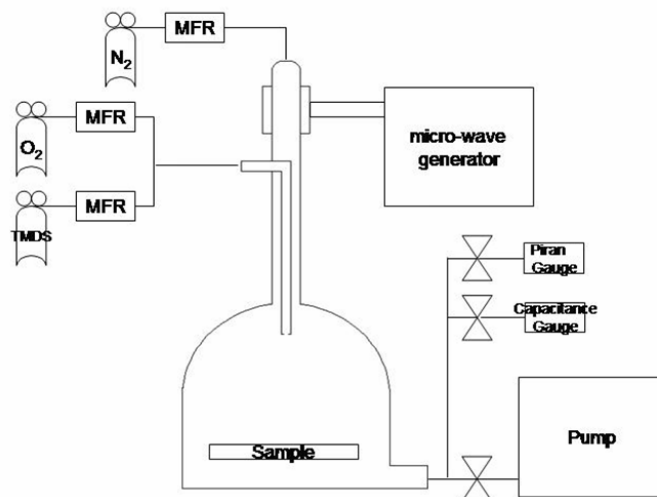 N2
MFR
O2
MFR
TMDS
MFR
micro-wave
generator
Piran
Gauge
Capacitance
Gauge
Sample
Pump